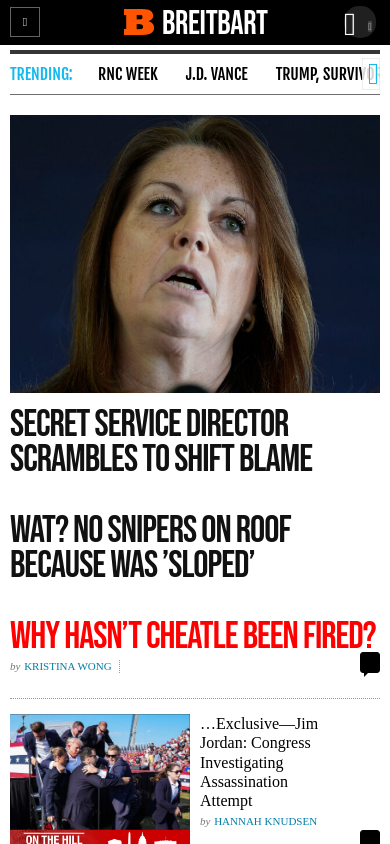 BREITBART
TRENDING: RNC WEEK J.D. VANCE TRUMP, SURVIVO
SECRET SERVICE DIRECTOR
SCRAMBLES TO SHIFT BLAME
WAT? NO SNIPERS ON ROOF
BECAUSE WAS ’SLOPED’
WHY HASN’T CHEATLE BEEN FIRED?
by KRISTINA WONG
…Exclusive—Jim
Jordan: Congress
Investigating
Assassination
Attempt
by HANNAH KNUDSEN
ON THE HILL